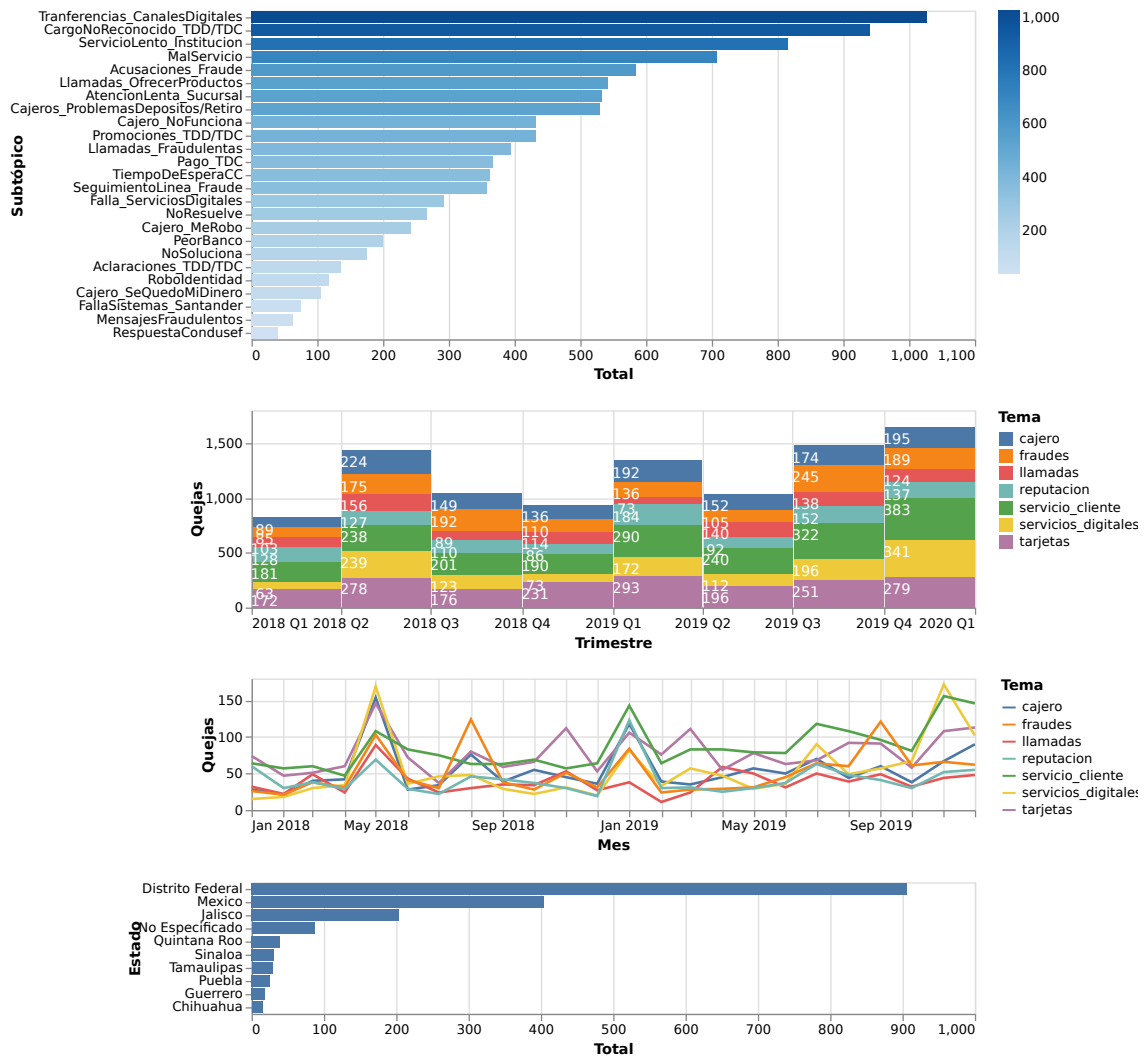 Tranferencias_CanalesDigitales
CargoNoReconocido_TDD/TDC
ServicioLento_Institucion
MalServicio
Acusaciones_Fraude
Llamadas_OfrecerProductos
AtencionLenta_Sucursal
Cajeros_ProblemasDepositos/Retiro
Cajero_NoFunciona
Promociones_TDD/TDC
Llamadas_Fraudulentas
Pago_TDC
TiempoDeEsperaCC
SeguimientoLinea_Fraude
Falla_ServiciosDigitales
NoResuelve
Cajero_MeRobo
PeorBanco
NoSoluciona
Aclaraciones_TDD/TDC
RoboIdentidad
Cajero_SeQuedoMiDinero
FallaSistemas_Santander
MensajesFraudulentos
RespuestaCondusef
Subtópico
0 100 200 300 400 500 600 700 800 900 1,000 1,100
Total
1,000
800
600
400
200
Quejas
1,500
1,000
500
0
89
85
85
103
128
181
63
172
224
175
156
127
238
239
278
149
192
89
110
201
123
176
136
110
114
86
190
73
231
192
136
73
184
290
172
293
152
105
140
92
240
112
196
174
245
138
152
322
196
251
195
189
124
137
383
341
279
2018 Q1 2018 Q2 2018 Q3 2018 Q4 2019 Q1 2019 Q2 2019 Q3 2019 Q4 2020 Q1
Trimestre
Tema
cajero
fraudes
llamadas
reputacion
servicio_cliente
servicios_digitales
tarjetas
Quejas
150
100
50
0
Jan 2018 May 2018 Sep 2018 Jan 2019 May 2019 Sep 2019
Mes
Tema
cajero
fraudes
llamadas
reputacion
servicio_cliente
servicios_digitales
tarjetas
Estado
Distrito Federal
Mexico
Jalisco
No Especificado
Quintana Roo
Sinaloa
Tamaulipas
Puebla
Guerrero
Chihuahua
0 100 200 300 400 500 600 700 800 900 1,000
Total